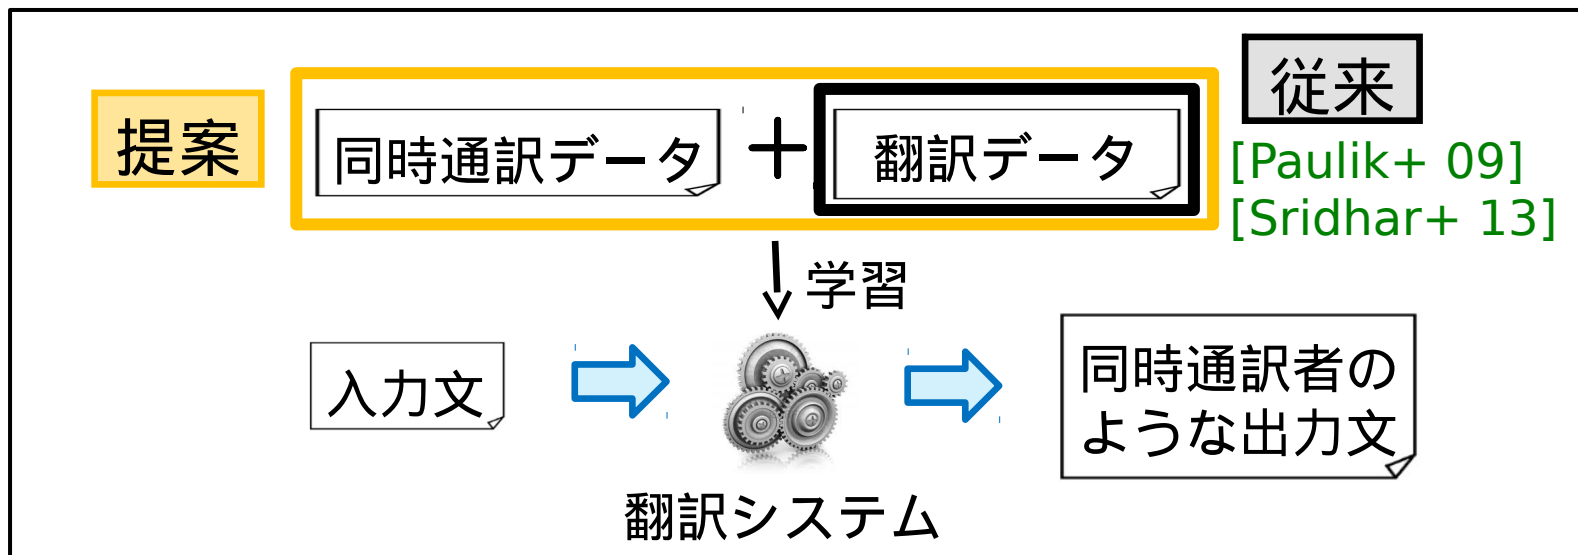 提案
同時通訳データ
+
翻訳データ
従来
[Paulik+ 09]
[Sridhar+ 13]
学習
入力文
同時通訳者の
ような出力文
翻訳システム